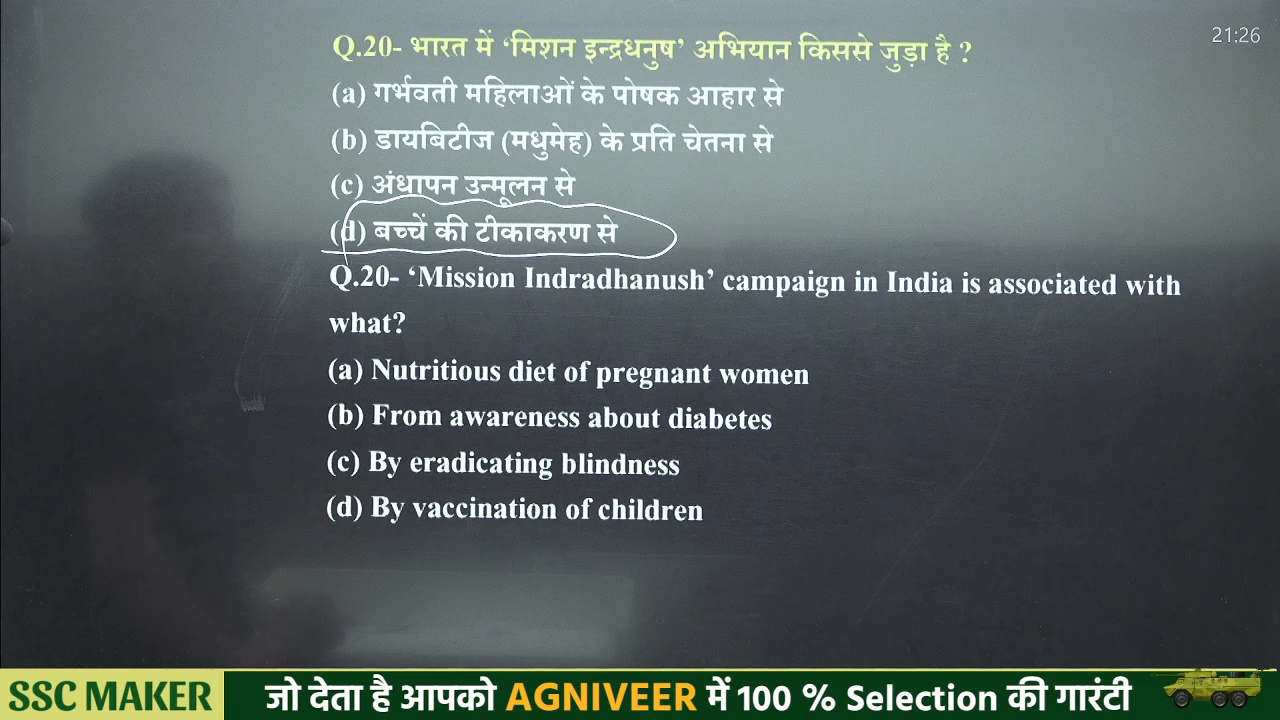 21:26
Q.20- भारत में ‘मिशन इन्द्रधनुष’ अभियान किससे जुड़ा है ?
(a) गर्भवती महिलाओं के पोषक आहार से
(b) डायबिटीज (मधुमेह) के प्रति चेतना से
(c) अंधापन उन्मूलन से
(d) बच्चें की टीकाकरण से
Q.20- ‘Mission Indradhanush’ campaign in India is associated with
what?
(a) Nutritious diet of pregnant women
(b) From awareness about diabetes
(c) By eradicating blindness
(d) By vaccination of children
SSC MAKER जो देता है आपको AGNIVEER में 100 % Selection की गारंटी